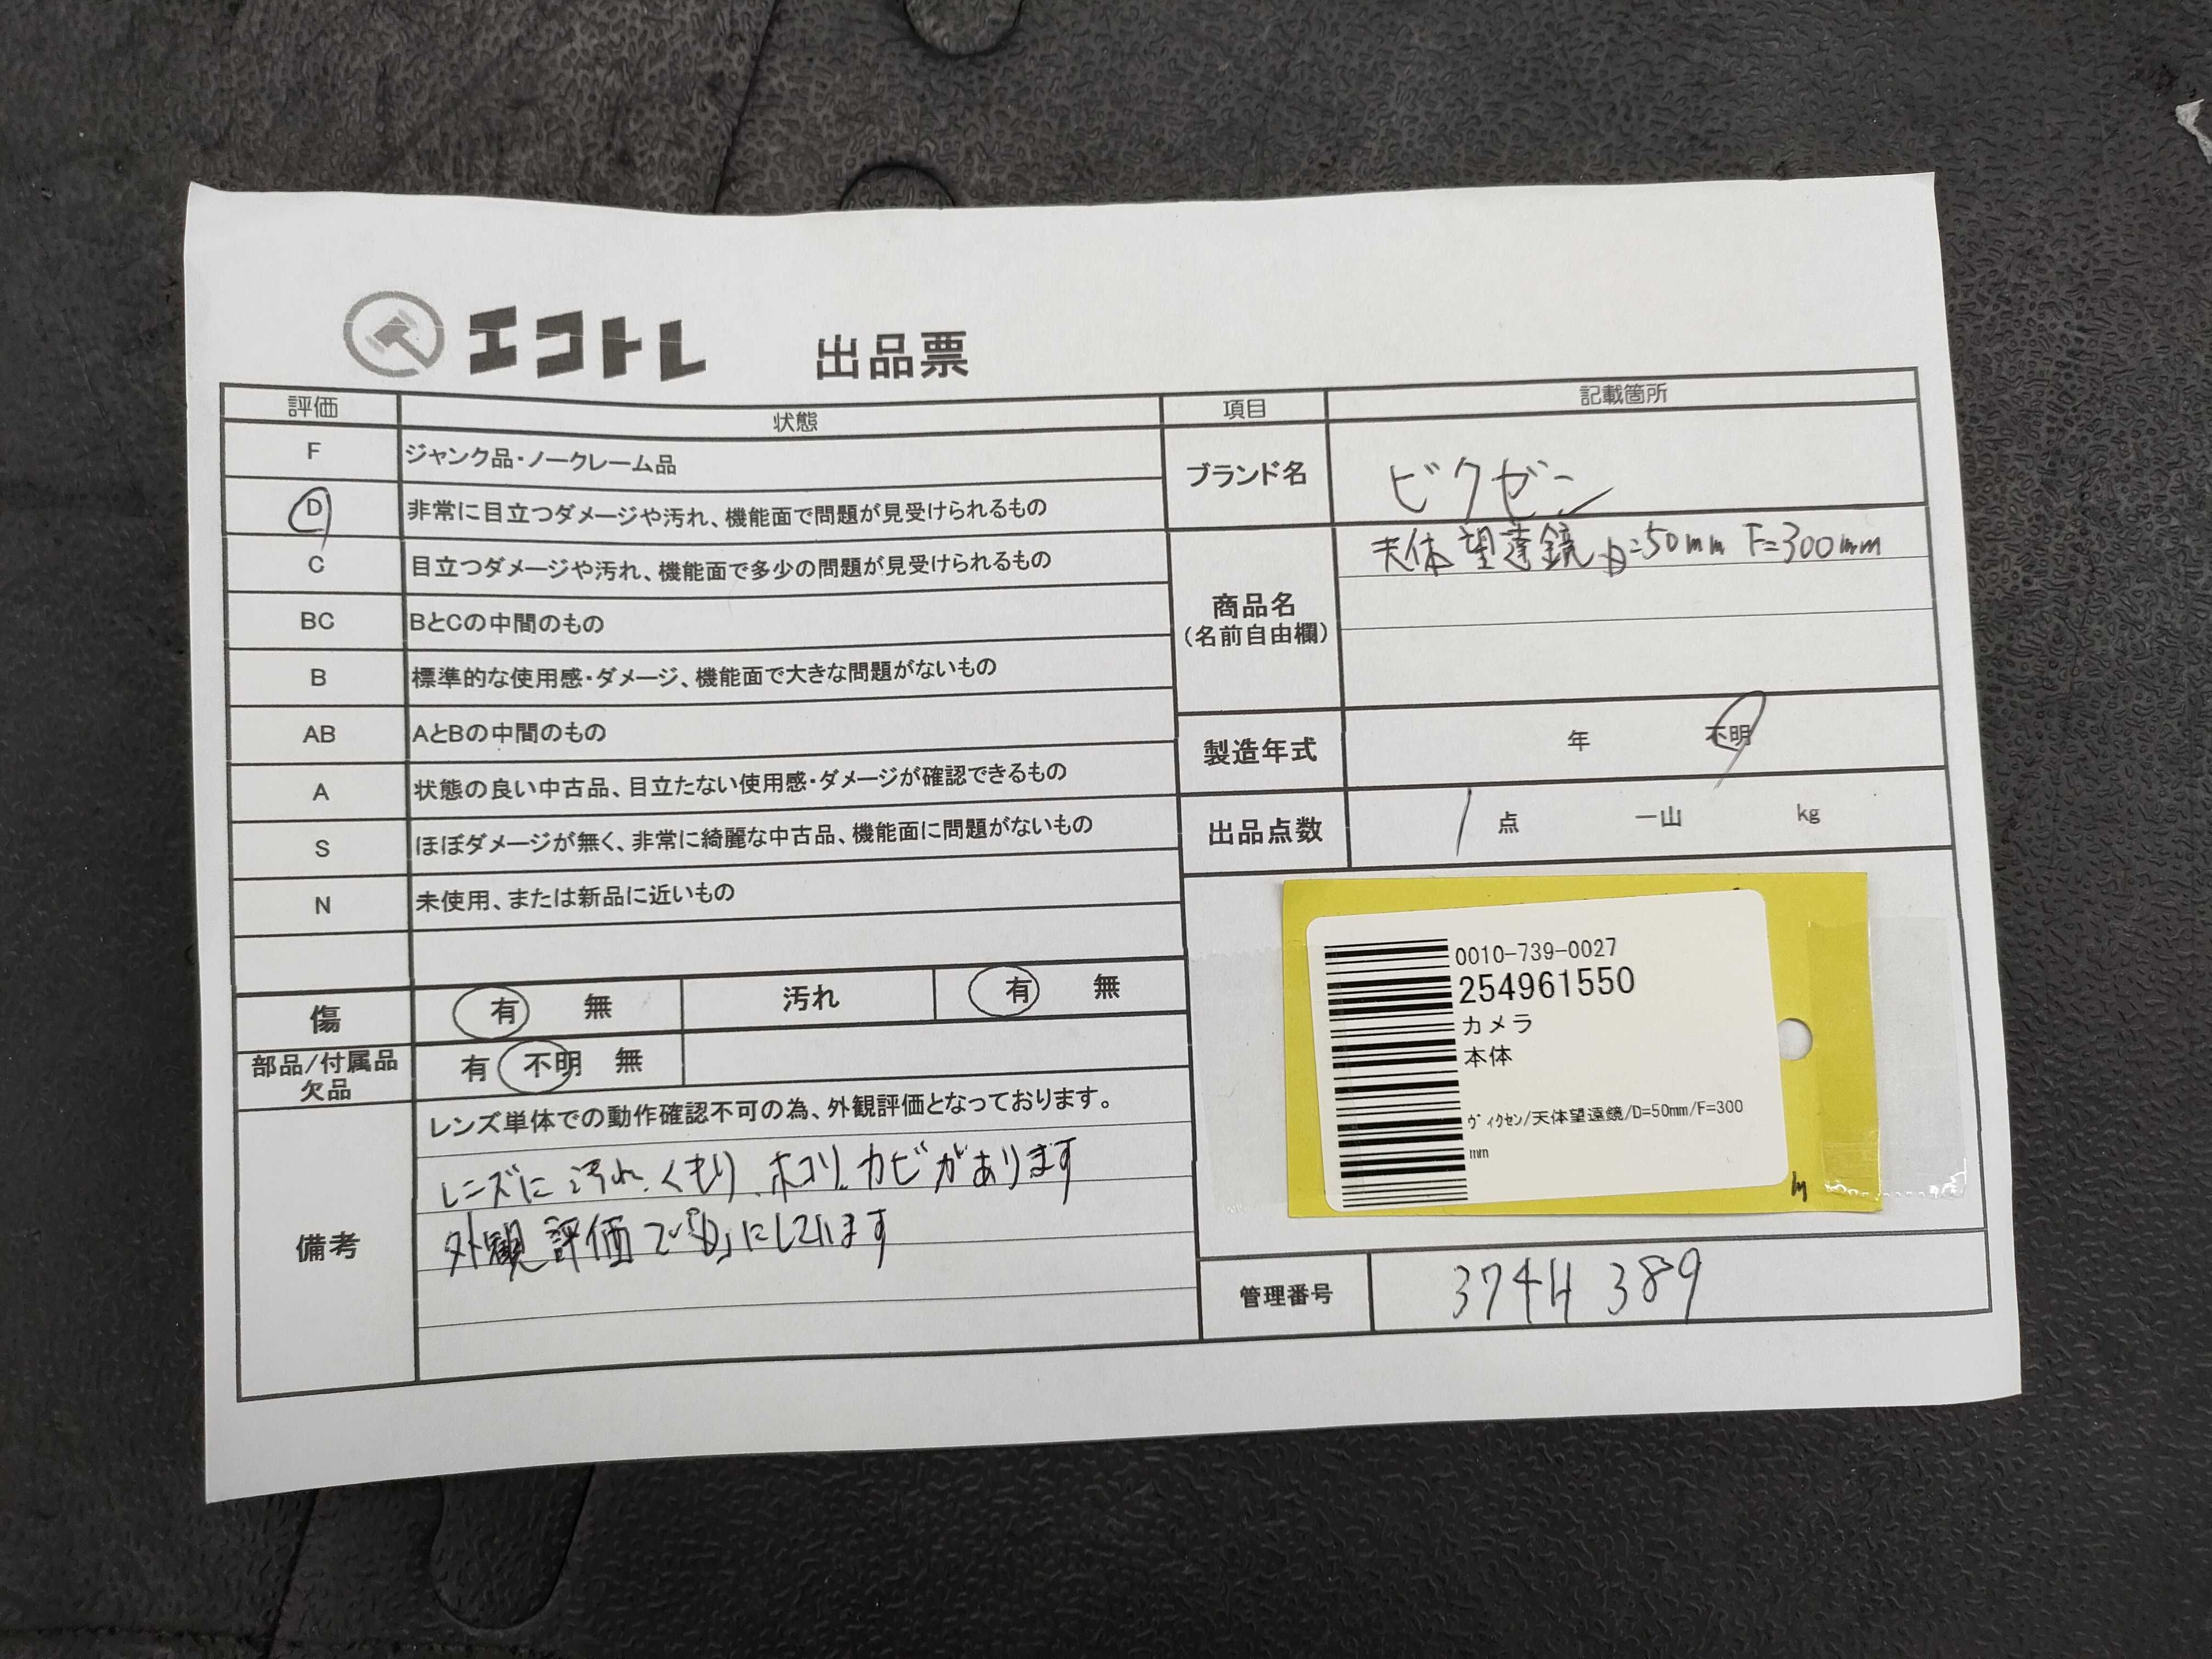 エコトレ 出品票
評価 状態
F ジャンク品・ノークレーム品
D 非常に目立つダメージや汚れ、機能面で問題が見受けられるもの
C 目立つダメージや汚れ、機能面で多少の問題が見受けられるもの
BC BとCの中間のもの
B 標準的な使用感・ダメージ、機能面で大きな問題がないもの
AB AとBの中間のもの
A 状態の良い中古品、目立たない使用感・ダメージが確認できるもの
S ほぼダメージが無く、非常に綺麗な中古品、機能面に問題がないもの
N 未使用、または新品に近いもの
傷 有 無 汚れ 有 無
部品/付属品
欠品
有 不明 無
備考
レンズ単体での動作確認不可の為、外観評価となっております。
レンズに汚れ、くもり、ホコリ、カビがあります
外観評価で「D」にしています
項目 記載箇所
ブランド名 ビクゼン
商品名
(名前自由欄)
天体望遠鏡 D=50mm F=300mm
製造年式 年 不明
出品点数 1 点 一山 kg
0010-739-0027
254961550
カメラ
本体
ヴィクセン/天体望遠鏡/D=50mm/F=300
mm
管理番号 374H 389